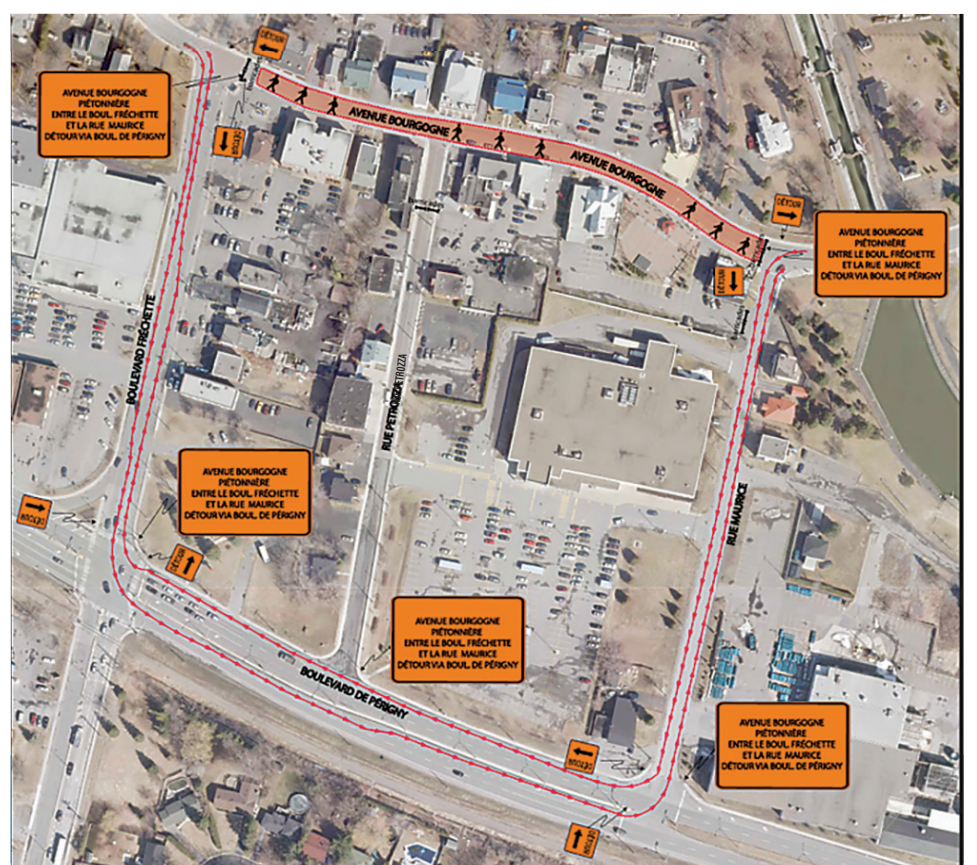 DÉTOUR
AVENUE BOURGOGNE
PIÉTONNIÈRE
ENTRE LE BOUL. FRÉCHETTE
ET LA RUE MAURICE
DÉTOUR VIA BOUL. DE PÉRIGNY
DÉTOUR
AVENUE BOURGOGNE
AVENUE BOURGOGNE
Barricades
DÉTOUR
AVENUE BOURGOGNE
PIÉTONNIÈRE
ENTRE LE BOUL. FRÉCHETTE
ET LA RUE MAURICE
DÉTOUR VIA BOUL. DE PÉRIGNY
DÉTOUR
Barricades
BOULEVARD FRÉCHETTE
RUE PETROZZA
RUE MAURICE
DÉTOUR
AVENUE BOURGOGNE
PIÉTONNIÈRE
ENTRE LE BOUL. FRÉCHETTE
ET LA RUE MAURICE
DÉTOUR VIA BOUL. DE PÉRIGNY
DÉTOUR
AVENUE BOURGOGNE
PIÉTONNIÈRE
ENTRE LE BOUL. FRÉCHETTE
ET LA RUE MAURICE
DÉTOUR VIA BOUL. DE PÉRIGNY
BOULEVARD DE PÉRIGNY
AVENUE BOURGOGNE
PIÉTONNIÈRE
ENTRE LE BOUL. FRÉCHETTE
ET LA RUE MAURICE
DÉTOUR VIA BOUL. DE PÉRIGNY
DÉTOUR
DÉTOUR